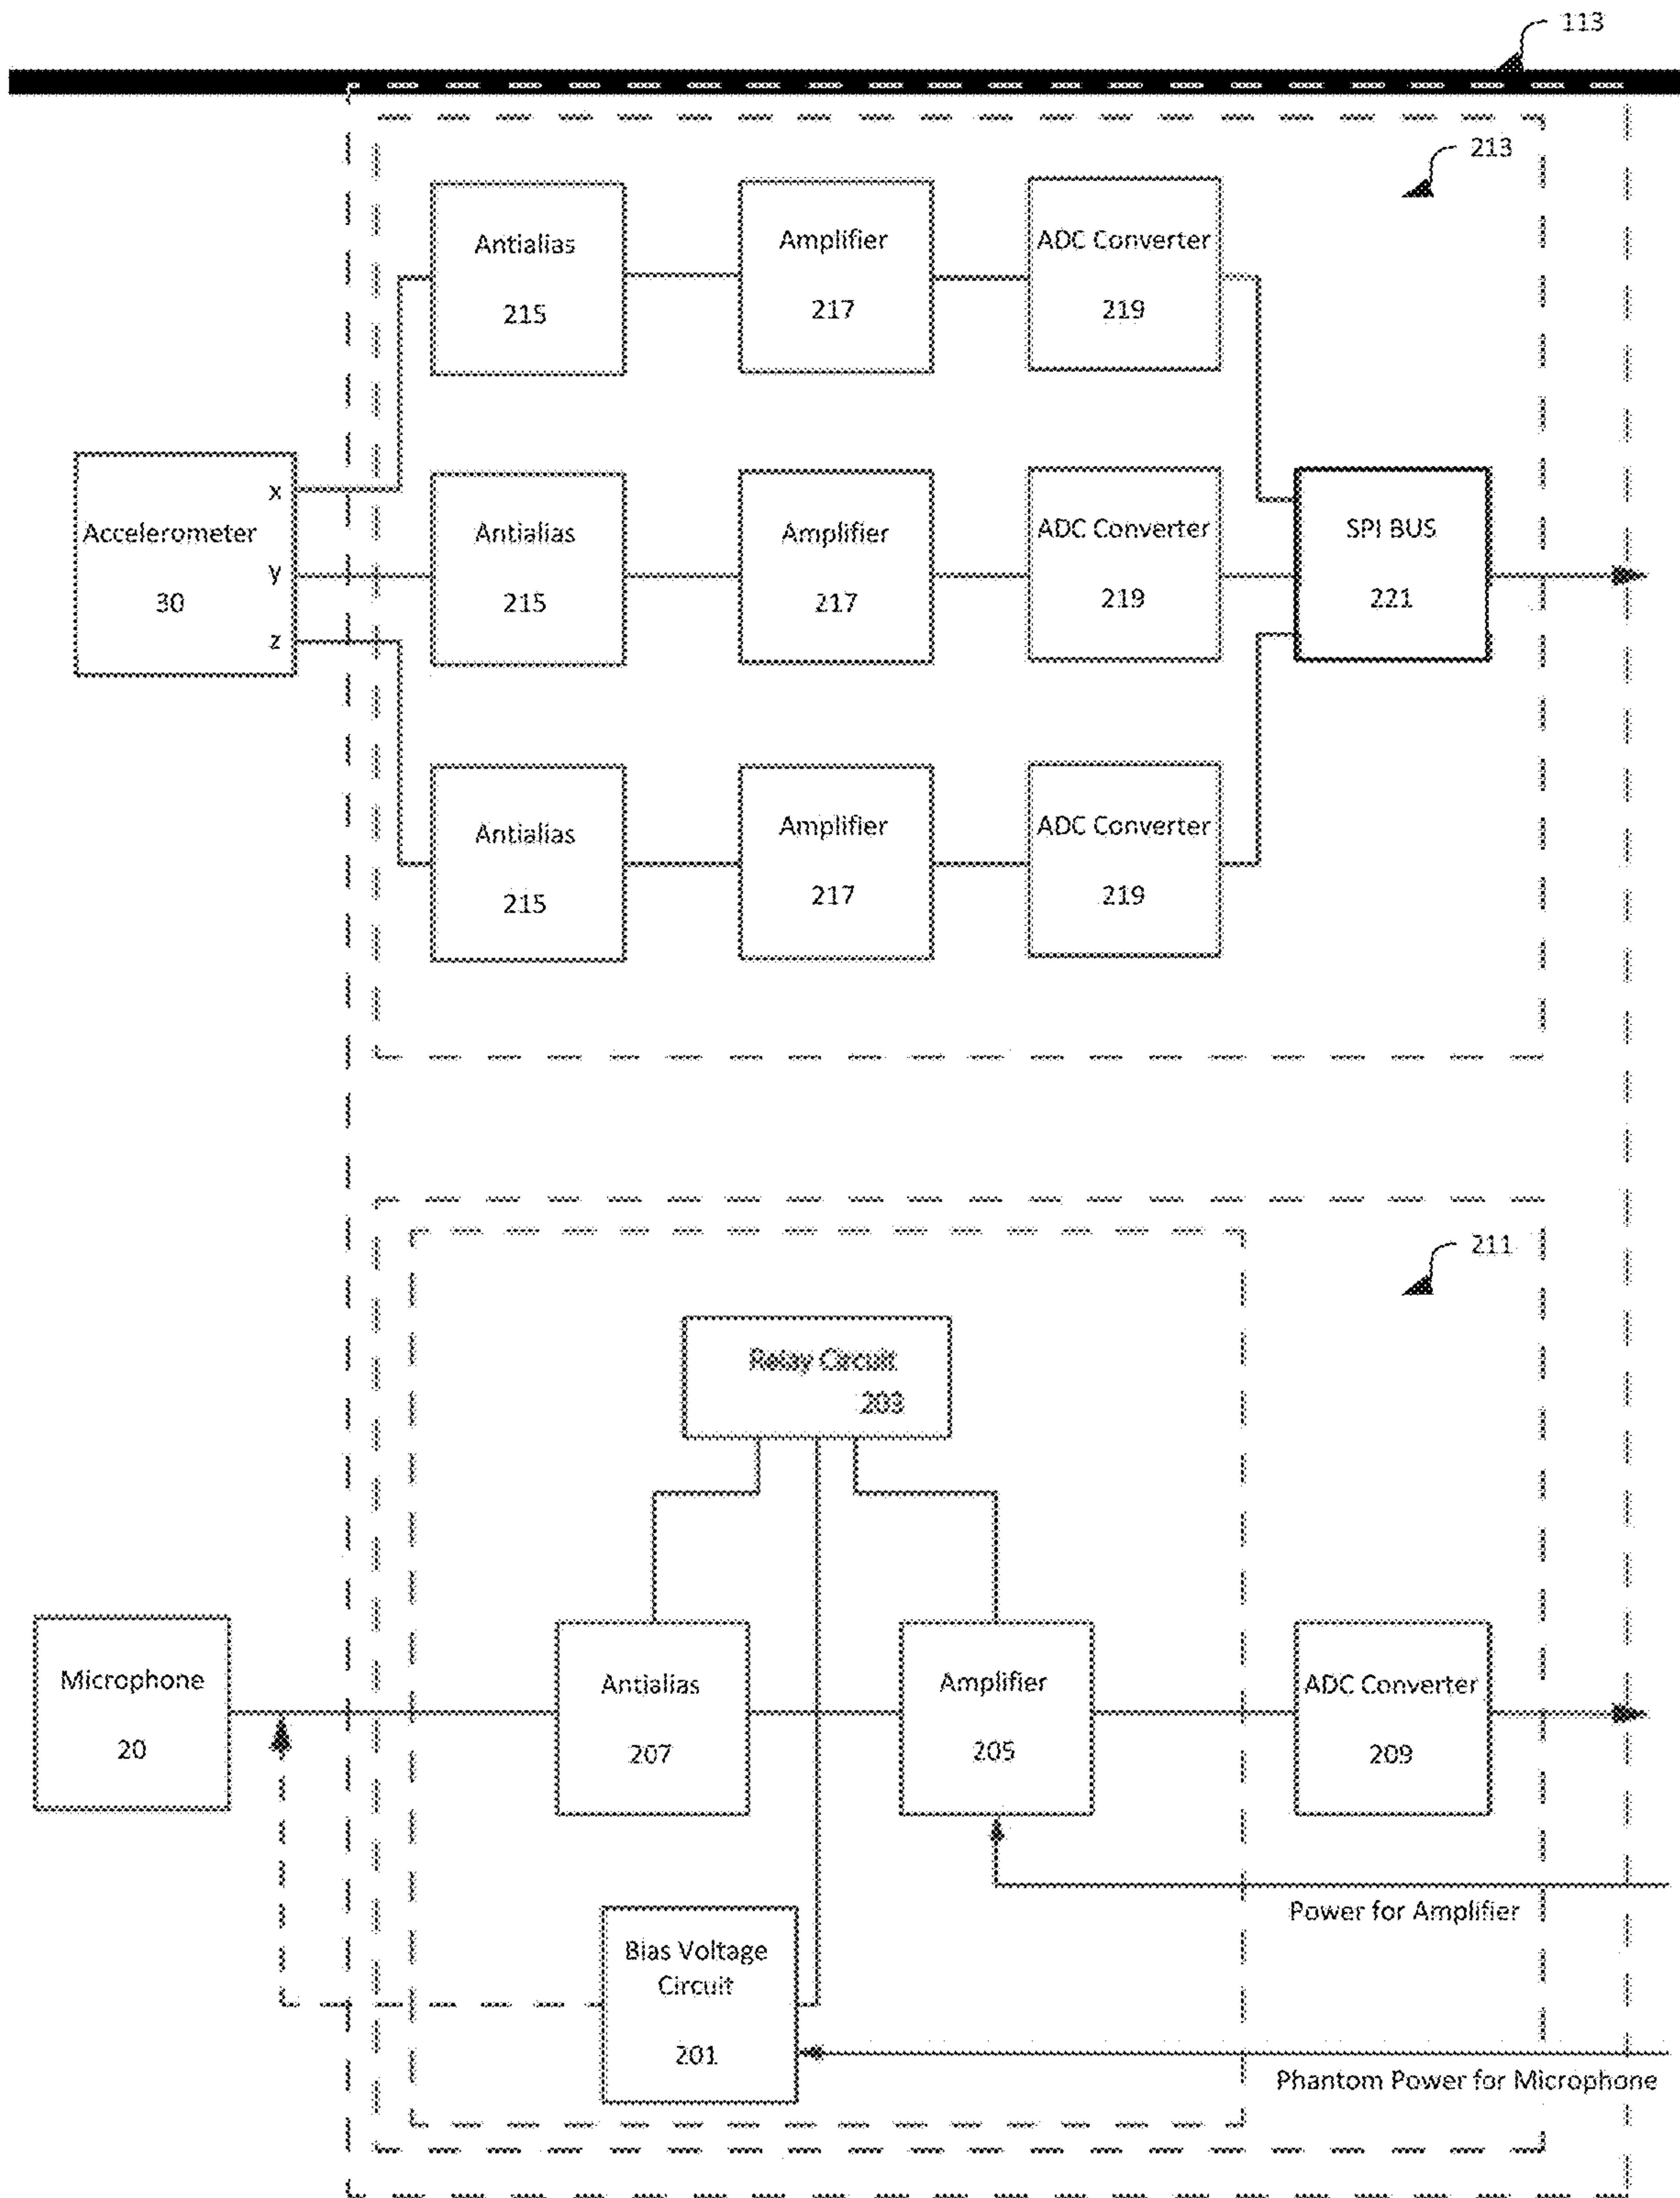 113
213
Antialias
215
Amplifier
217
ADC Converter
219
Accelerometer
30
x
y
z
Antialias
215
Amplifier
217
ADC Converter
219
SPI BUS
221
Antialias
215
Amplifier
217
ADC Converter
219
211
Relay Circuit
203
Microphone
20
Antialias
207
Amplifier
205
ADC Converter
209
Power for Amplifier
Bias Voltage
Circuit
201
Phantom Power for Microphone